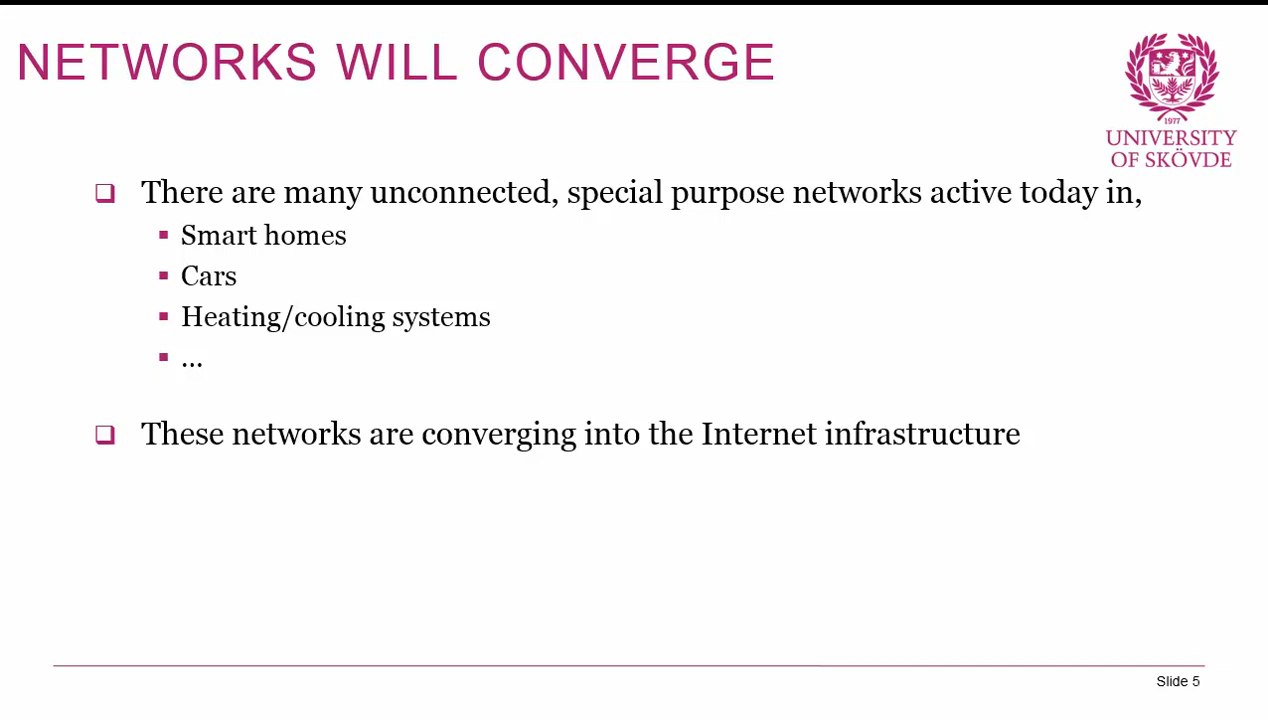 NETWORKS WILL CONVERGE
1977
UNIVERSITY
OF SKÖVDE
There are many unconnected, special purpose networks active today in,
Smart homes
Cars
Heating/cooling systems
...
These networks are converging into the Internet infrastructure
Slide 5